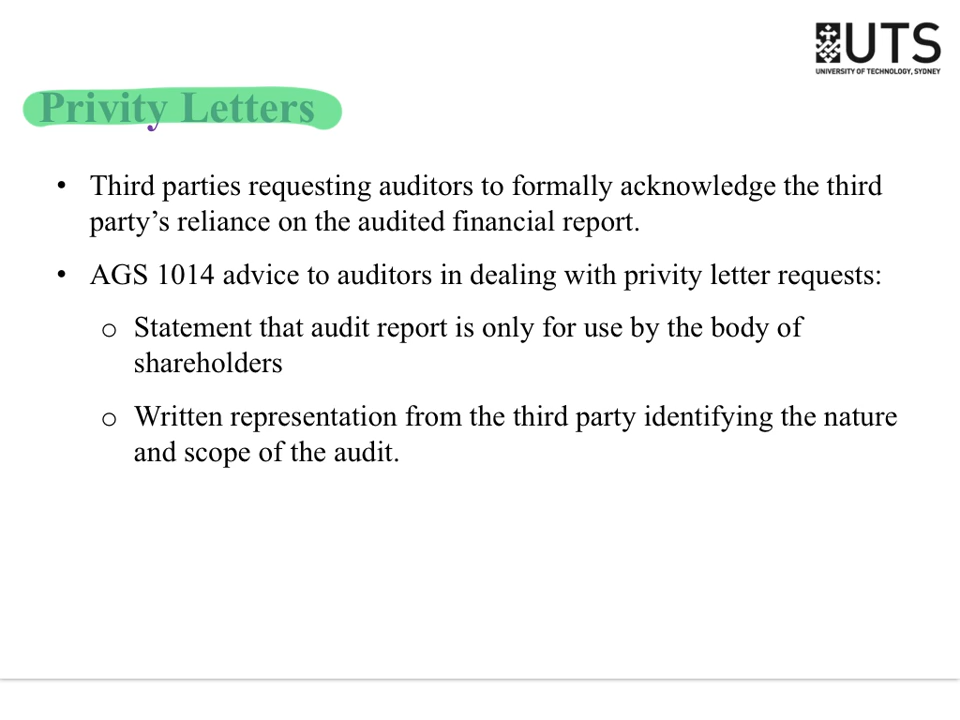 UTS
UNIVERSITY OF TECHNOLOGY, SYDNEY
Privity Letters
• Third parties requesting auditors to formally acknowledge the third
party’s reliance on the audited financial report.
• AGS 1014 advice to auditors in dealing with privity letter requests:
o Statement that audit report is only for use by the body of
shareholders
o Written representation from the third party identifying the nature
and scope of the audit.